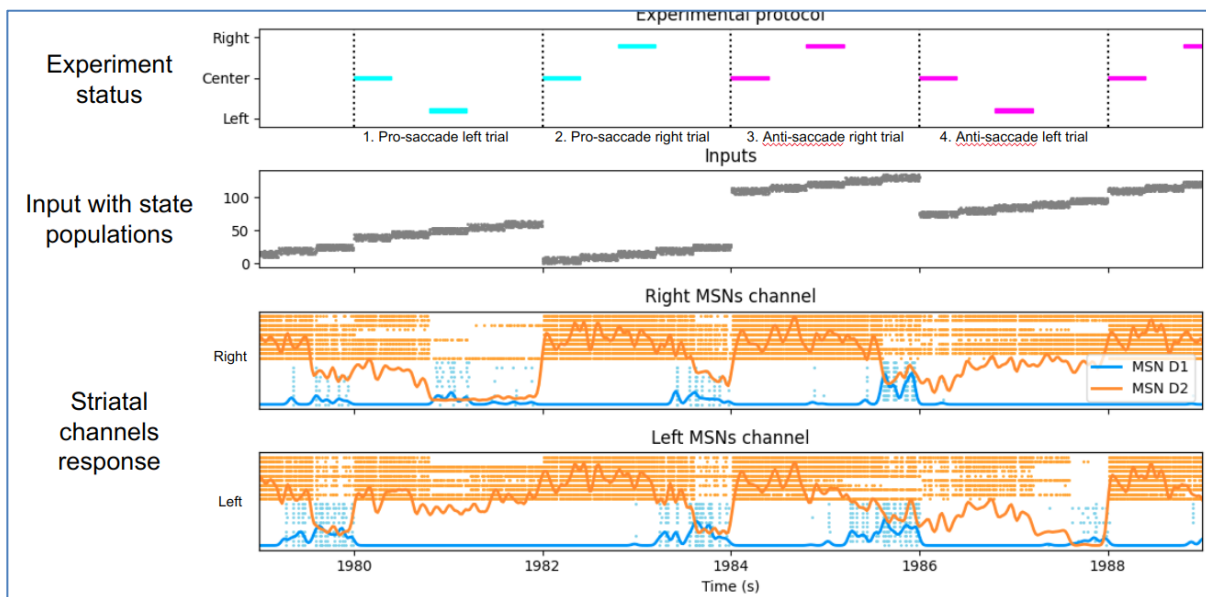 Experimental protocol
Experiment
status
Right
Center
Left
1. Pro-saccade left trial
2. Pro-saccade right trial
3. Anti-saccade right trial
4. Anti-saccade left trial
Inputs
Input with state
populations
100
50
0
Right MSNs channel
Right
MSN D1
MSN D2
Striatal
channels
response
Left MSNs channel
Left
1980
1982
1984
1986
1988
Time (s)